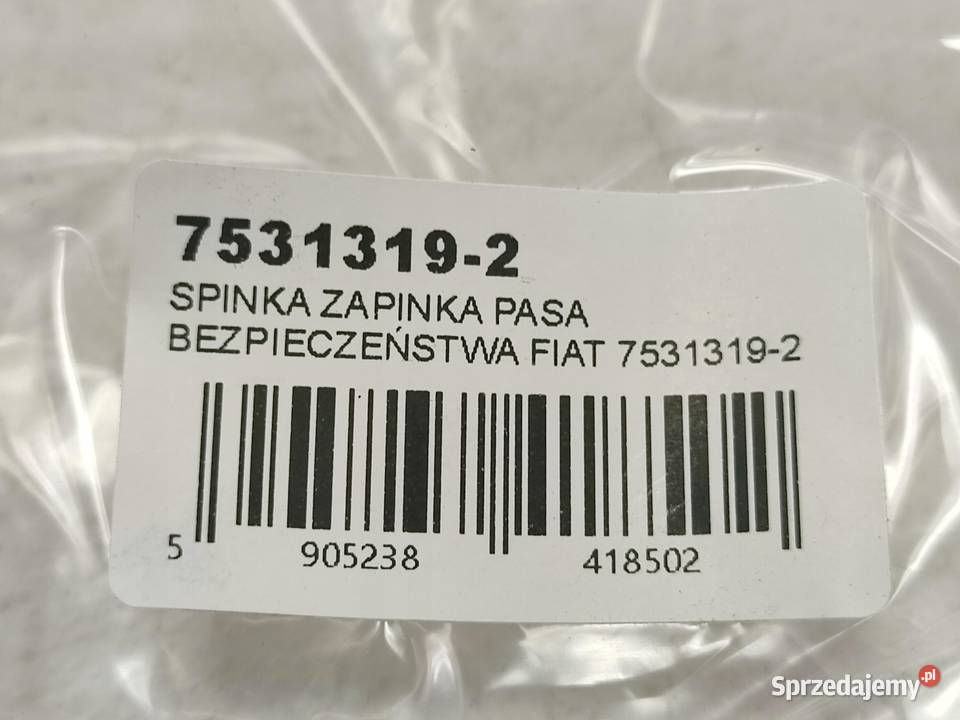 7531319-2
SPINKA ZAPINKA PASA
BEZPIECZEŃSTWA FIAT 7531319-2
5 905238 418502
Sprzedajemy.pl